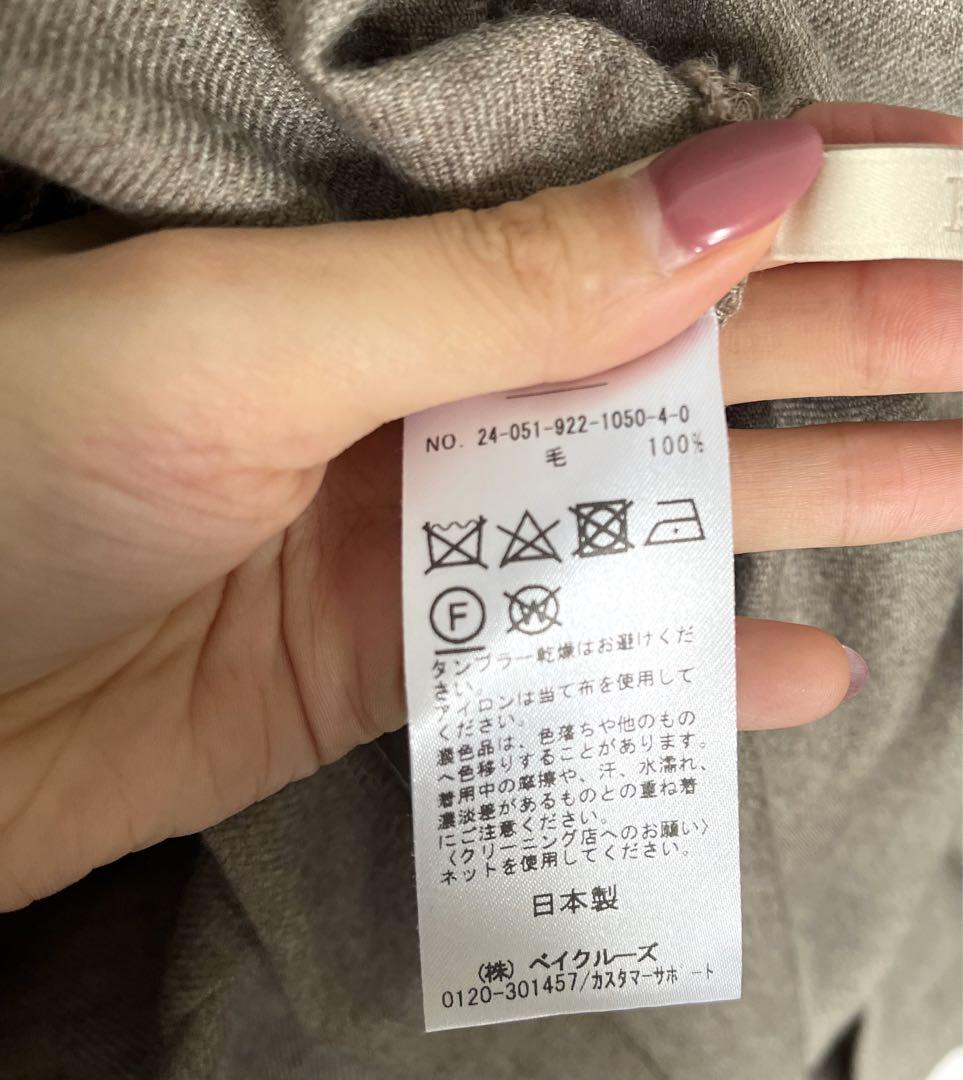 NO. 24-051-922-1050-4-0
毛 100%
F W
タンブラー乾燥はお避けくだ
さい。
アイロンは当て布を使用して
ください。
濃色品は、色落ちや他のもの
へ色移りすることがあります。
着用中の摩擦や、汗、水濡れ、
濃淡差があるものとの重ね着
にご注意ください。
〈クリーニング店へのお願い〉
ネットを使用してください。
日本製
(株) ベイクルーズ
0120-301457/カスタマーサポート